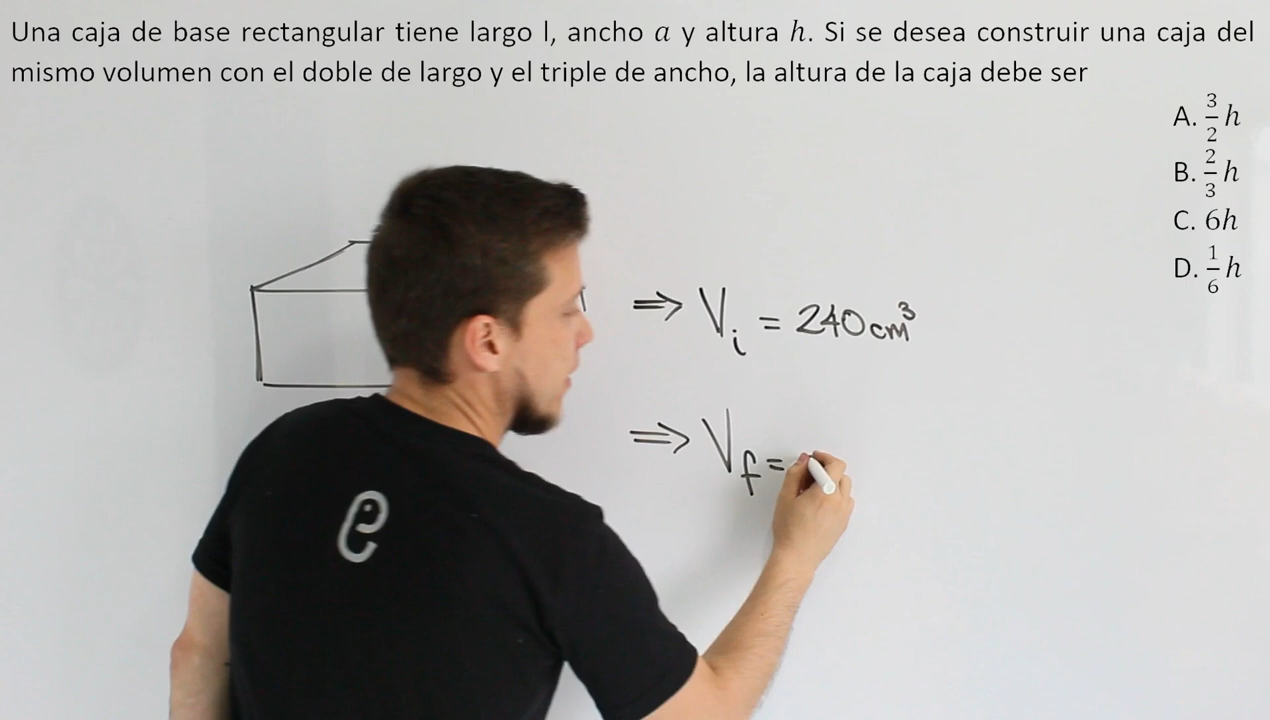 Una caja de base rectangular tiene largo l, ancho a y altura h. Si se desea construir una caja del
mismo volumen con el doble de largo y el triple de ancho, la altura de la caja debe ser
A. 3/2 h
B. 2/3 h
C. 6h
D. 1/6 h
⇒ Vᵢ = 240 cm³
⇒ V_f =